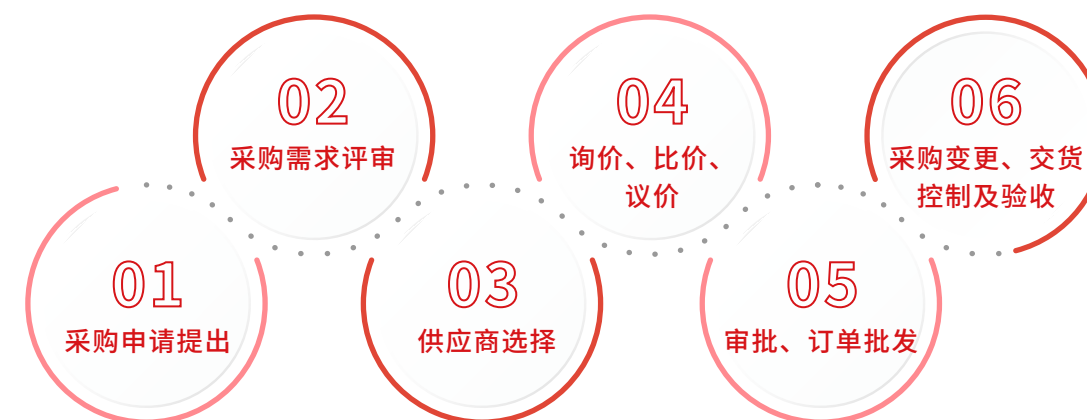 01
采购申请提出
02
采购需求评审
03
供应商选择
04
询价、比价、
议价
05
审批、订单批发
06
采购变更、交货
控制及验收